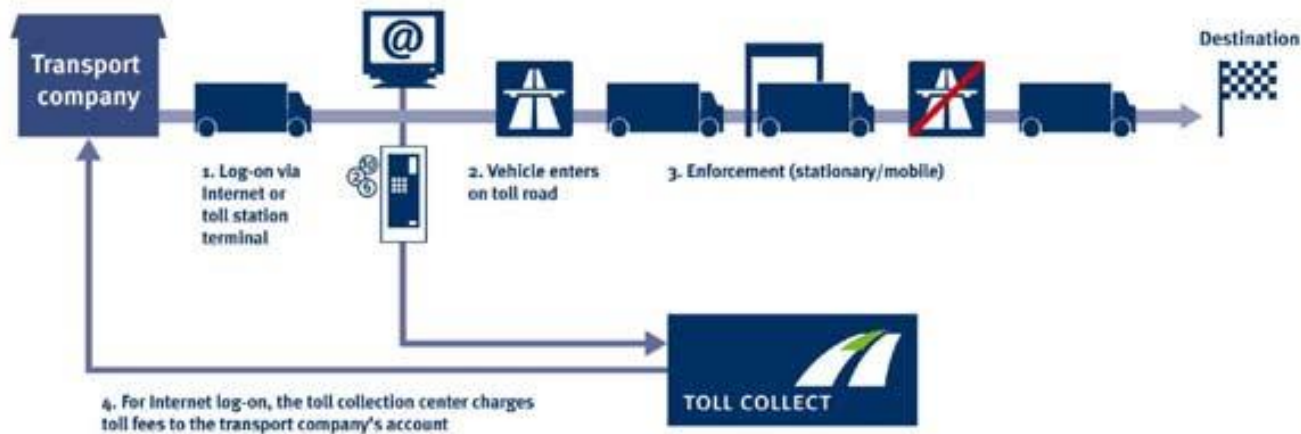 Transport
company
@
Destination
1. Log-on via
Internet or
toll station
terminal
2. Vehicle enters
on toll road
3. Enforcement (stationary/mobile)
TOLL COLLECT
4. For Internet log-on, the toll collection center charges
toll fees to the transport company's account